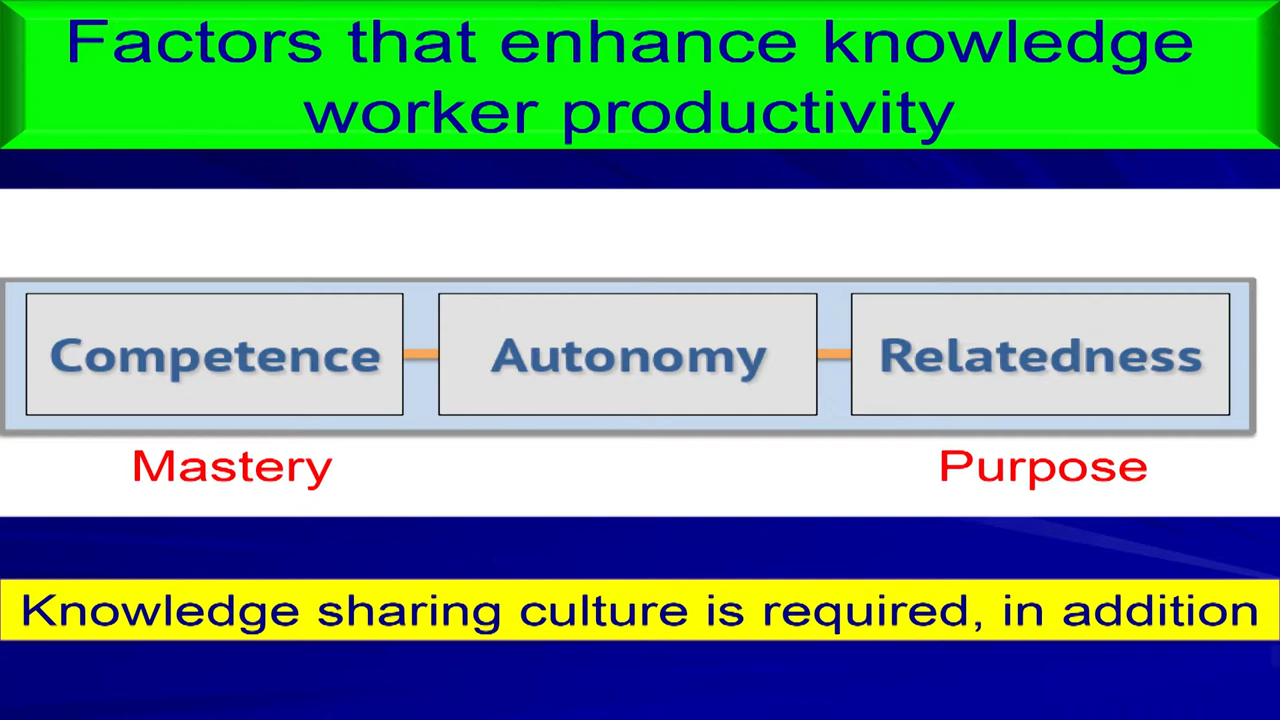 Factors that enhance knowledge
worker productivity
Competence Autonomy Relatedness
Mastery Purpose
Knowledge sharing culture is required, in addition